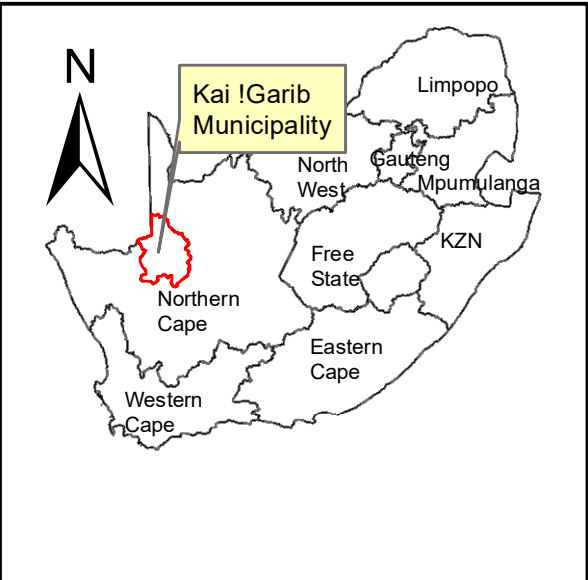 N
Kai !Garib
Municipality
Limpopo
North
West
Gauteng
Mpumulanga
KZN
Free
State
Northern
Cape
Eastern
Cape
Western
Cape